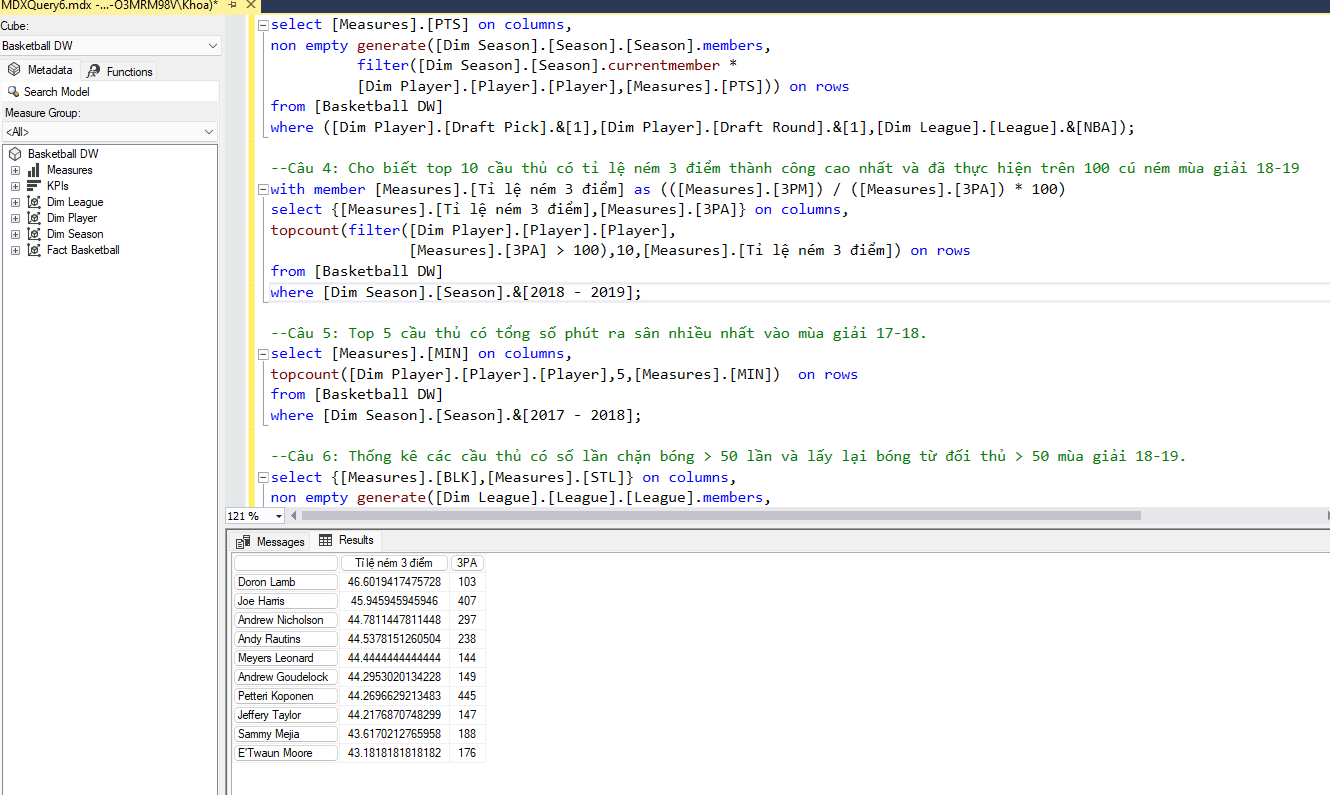 MDXQuery6.mdx -...-O3MRM98V\Khoa)*
Cube:
Basketball DW
Metadata
Functions
Search Model
Measure Group:
<All>
Basketball DW
Measures
KPIs
Dim League
Dim Player
Dim Season
Fact Basketball
select [Measures].[PTS] on columns,
non empty generate([Dim Season].[Season].[Season].members,
filter([Dim Season].[Season].currentmember *
[Dim Player].[Player].[Player],[Measures].[PTS])) on rows
from [Basketball DW]
where ([Dim Player].[Draft Pick].&[1],[Dim Player].[Draft Round].&[1],[Dim League].[League].&[NBA]);
--Câu 4: Cho biết top 10 cầu thủ có tỉ lệ ném 3 điểm thành công cao nhất và đã thực hiện trên 100 cú ném mùa giải 18-19
with member [Measures].[Tỉ lệ ném 3 điểm] as (([Measures].[3PM]) / ([Measures].[3PA]) * 100)
select {[Measures].[Tỉ lệ ném 3 điểm],[Measures].[3PA]} on columns,
topcount(filter([Dim Player].[Player].[Player],
[Measures].[3PA] > 100),10,[Measures].[Tỉ lệ ném 3 điểm]) on rows
from [Basketball DW]
where [Dim Season].[Season].&[2018 - 2019];
--Câu 5: Top 5 cầu thủ có tổng số phút ra sân nhiều nhất vào mùa giải 17-18.
select [Measures].[MIN] on columns,
topcount([Dim Player].[Player].[Player],5,[Measures].[MIN])  on rows
from [Basketball DW]
where [Dim Season].[Season].&[2017 - 2018];
--Câu 6: Thống kê các cầu thủ có số lần chặn bóng > 50 lần và lấy lại bóng từ đối thủ > 50 mùa giải 18-19.
select {[Measures].[BLK],[Measures].[STL]} on columns,
non empty generate([Dim League].[League].[League].members,
121 %
Messages
Results
Tỉ lệ ném 3 điểm 3PA
Doron Lamb 46.6019417475728 103
Joe Harris 45.945945945946 407
Andrew Nicholson 44.7811447811448 297
Andy Rautins 44.5378151260504 238
Meyers Leonard 44.4444444444444 144
Andrew Goudelock 44.2953020134228 149
Petteri Koponen 44.2696629213483 445
Jeffery Taylor 44.2176870748299 147
Sammy Mejia 43.6170212765958 188
E'Twaun Moore 43.1818181818182 176